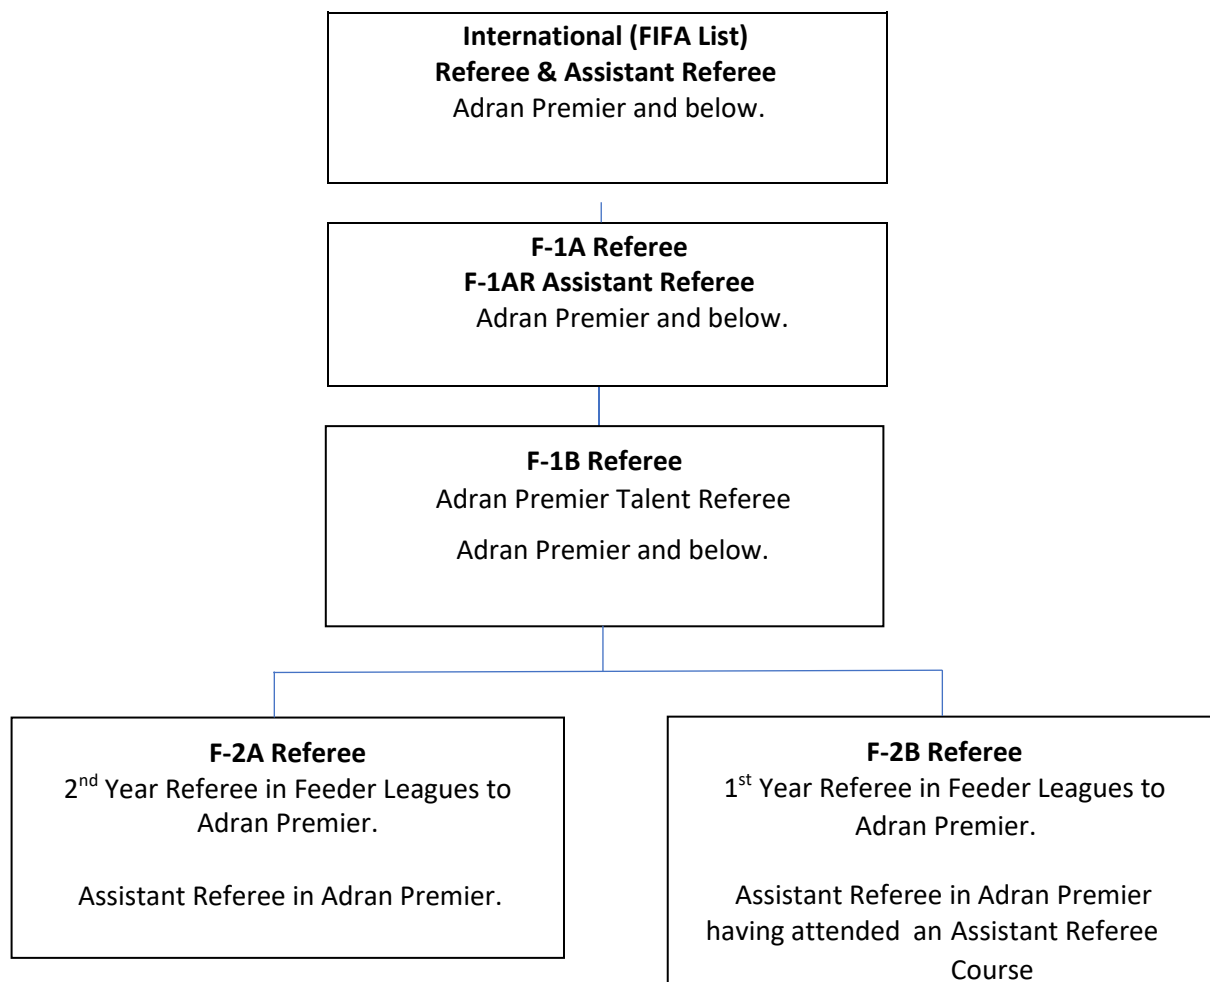 International (FIFA List)
Referee & Assistant Referee
Adran Premier and below.
F-1A Referee
F-1AR Assistant Referee
Adran Premier and below.
F-1B Referee
Adran Premier Talent Referee
Adran Premier and below.
F-2A Referee
2nd Year Referee in Feeder Leagues to
Adran Premier.
Assistant Referee in Adran Premier.
F-2B Referee
1st Year Referee in Feeder Leagues to
Adran Premier.
Assistant Referee in Adran Premier
having attended an Assistant Referee
Course